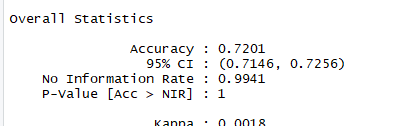 Overall Statistics
Accuracy : 0.7201
95% CI : (0.7146, 0.7256)
No Information Rate : 0.9941
P-Value [Acc > NIR] : 1
Kappa : 0.0018